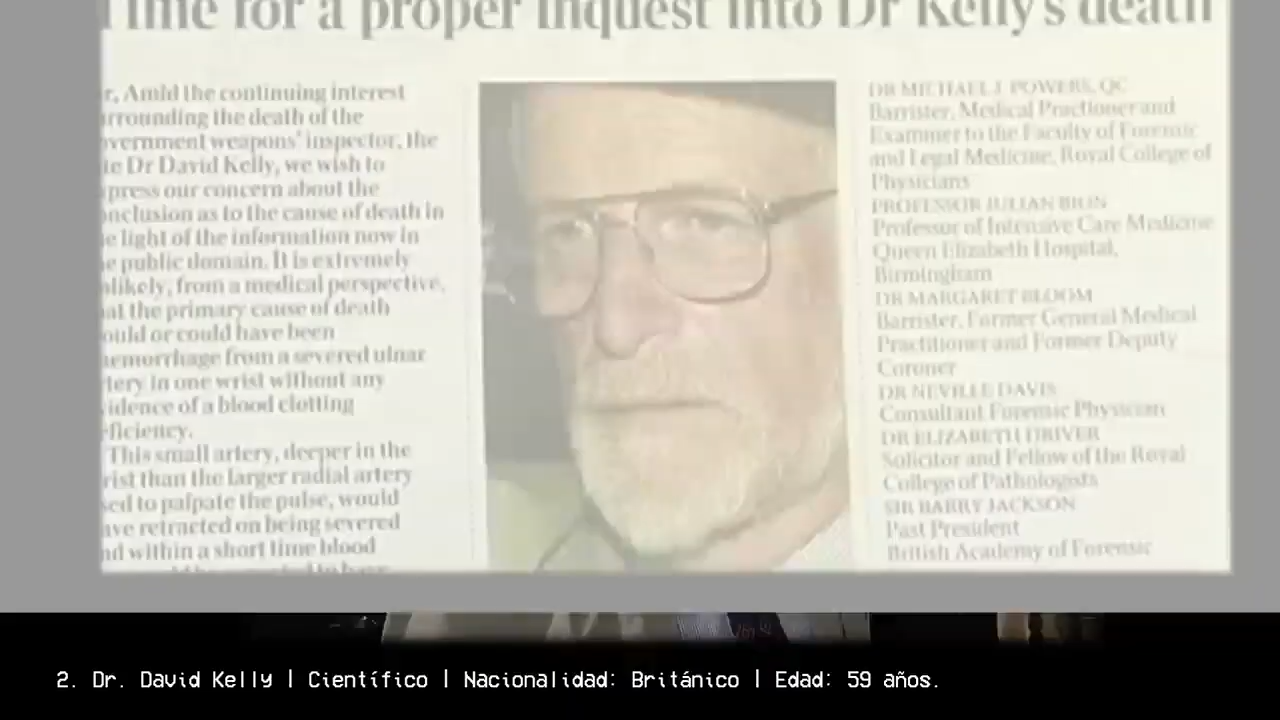 Time for a proper inquest into Dr Kelly's death
r, Amid the continuing interest
rrounding the death of the
vernment weapons' inspector, the
te Dr David Kelly, we wish to
press our concern about the
nclusion as to the cause of death in
e light of the information now in
e public domain. It is extremely
likely, from a medical perspective,
at the primary cause of death
ould or could have been
aemorrhage from a severed ulnar
tery in one wrist without any
idence of a blood clotting
ficiency.
This small artery, deeper in the
rist than the larger radial artery
sed to palpate the pulse, would
ave retracted on being severed
nd within a short time blood
DR MICHAEL J. POWERS, QC
Barrister, Medical Practioner and
Examiner to the Faculty of Forensic
and Legal Medicine, Royal College of
Physicians
PROFESSOR JULIAN BION
Professor of Intensive Care Medicine
Queen Elizabeth Hospital,
Birmingham
DR MARGARET BLOOM
Barrister, Former General Medical
Practitioner and Former Deputy
Coroner
DR NEVILLE DAVIS
Consultant Forensic Physician
DR ELIZABETH DRIVER
Solicitor and Fellow of the Royal
College of Pathologists
SIR BARRY JACKSON
Past President
British Academy of Forensic
2. Dr. David Kelly | Científico | Nacionalidad: Británico | Edad: 59 años.